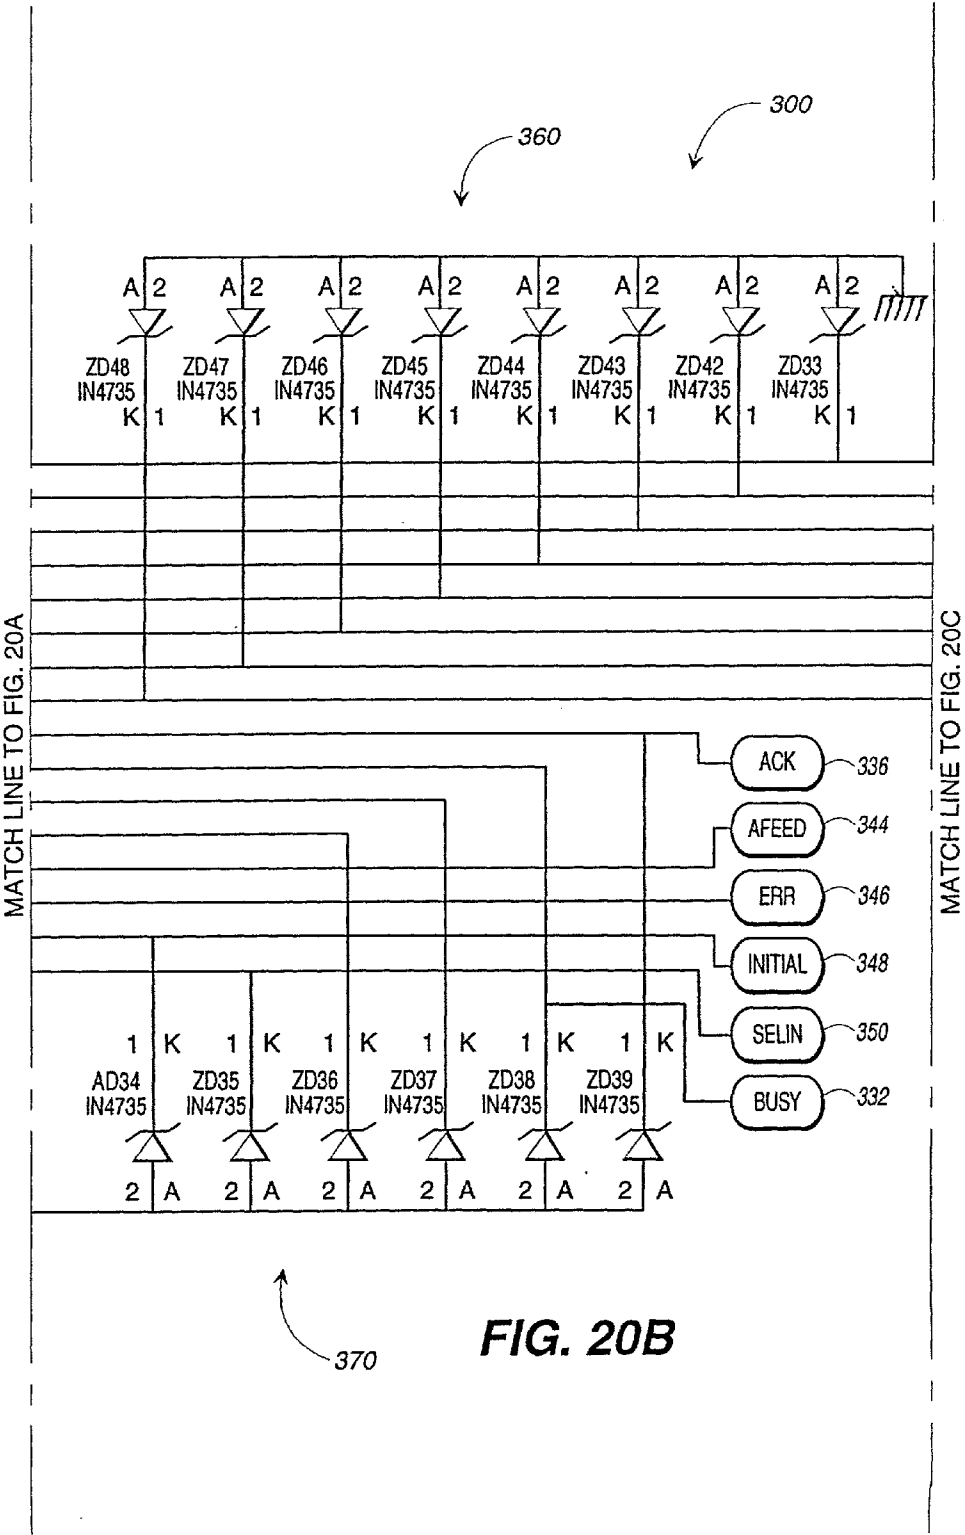 300
360
A 2 A 2 A 2 A 2 A 2 A 2 A 2 A 2
ZD48 ZD47 ZD46 ZD45 ZD44 ZD43 ZD42 ZD33
IN4735 IN4735 IN4735 IN4735 IN4735 IN4735 IN4735 IN4735
K 1 K 1 K 1 K 1 K 1 K 1 K 1 K 1
MATCH LINE TO FIG. 20A
MATCH LINE TO FIG. 20C
ACK 336
AFEED 344
ERR 346
INITIAL 348
SELIN 350
BUSY 332
1 K 1 K 1 K 1 K 1 K 1 K
AD34 ZD35 ZD36 ZD37 ZD38 ZD39
IN4735 IN4735 IN4735 IN4735 IN4735 IN4735
2 A 2 A 2 A 2 A 2 A 2 A
370
FIG. 20B